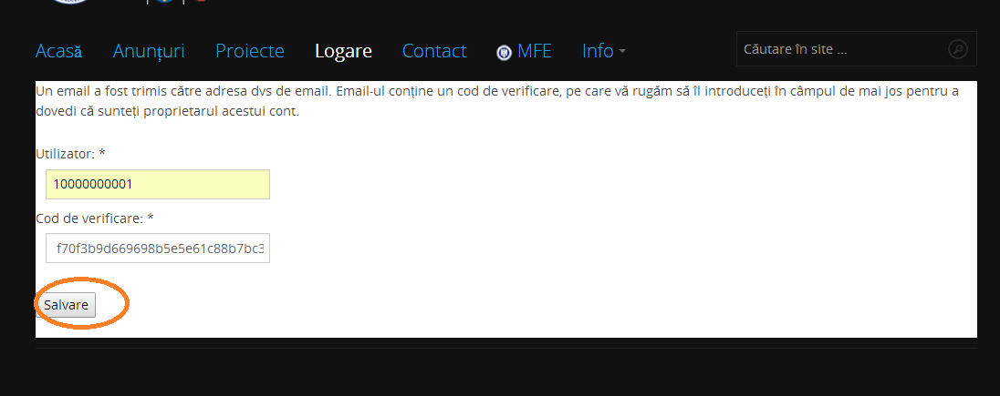 Acasă Anunțuri Proiecte Logare Contact MFE Info Căutare în site ...
Un email a fost trimis către adresa dvs de email. Email-ul conține un cod de verificare, pe care vă rugăm să îl introduceți în câmpul de mai jos pentru a
dovedi că sunteți proprietarul acestui cont.
Utilizator: *
10000000001
Cod de verificare: *
f70f3b9d669698b5e5e61c88b7bc3
Salvare